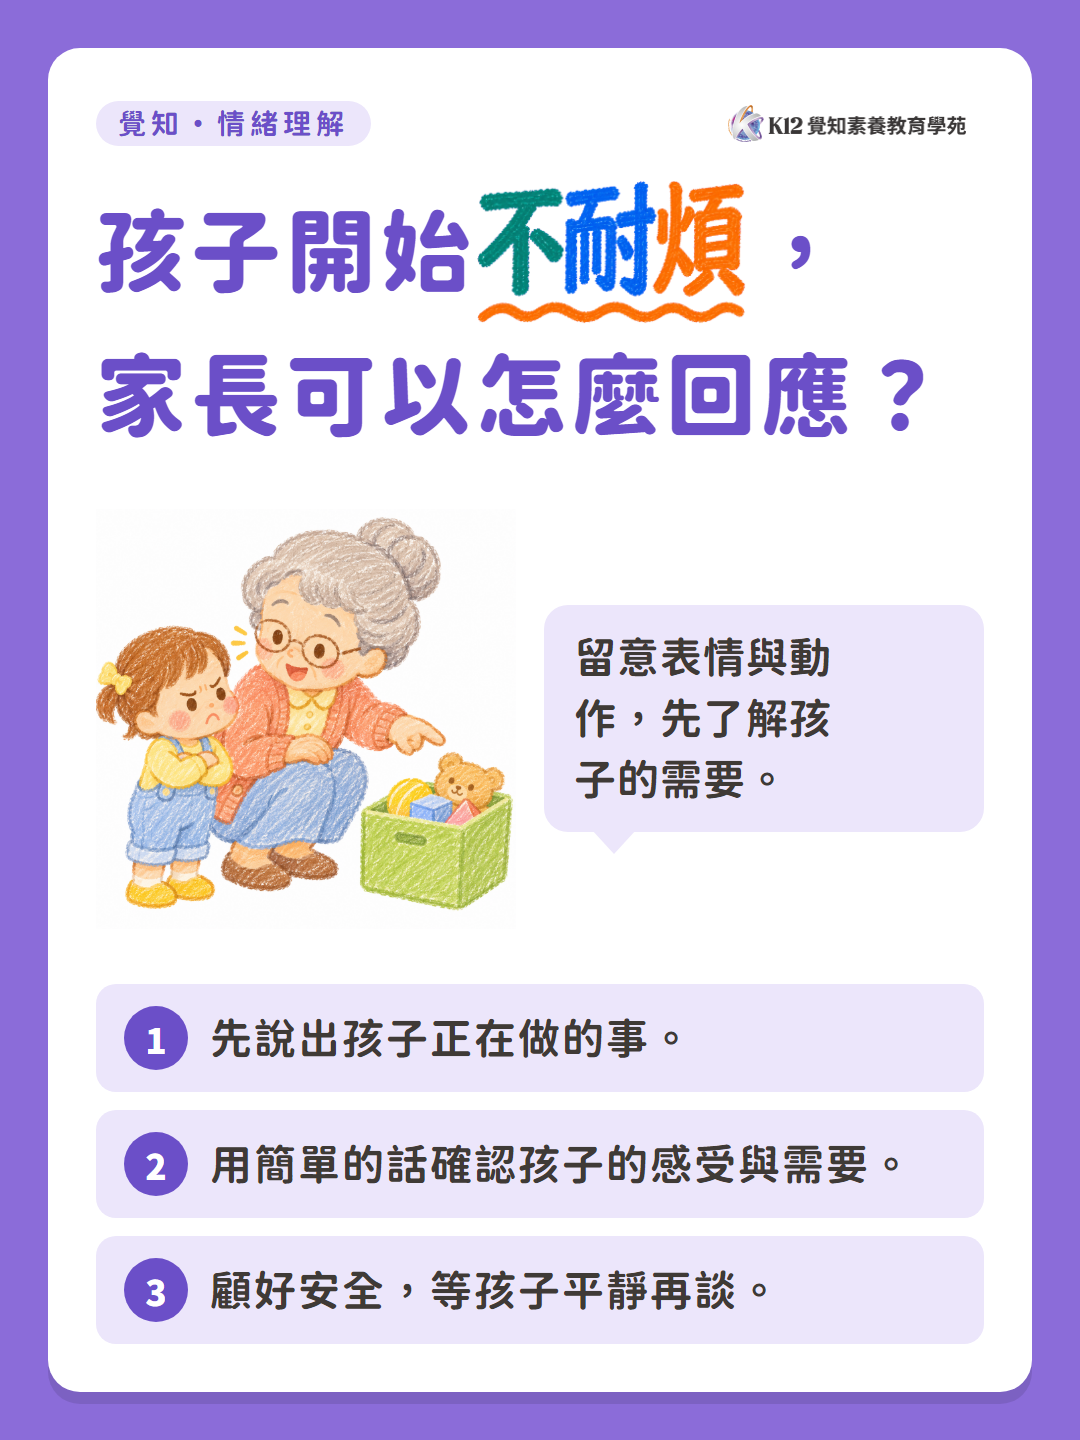 覺知・情緒理解
K12 覺知素養教育學苑
孩子開始不耐煩，
家長可以怎麼回應？
留意表情與動
作，先了解孩
子的需要。
1 先說出孩子正在做的事。
2 用簡單的話確認孩子的感受與需要。
3 顧好安全，等孩子平靜再談。